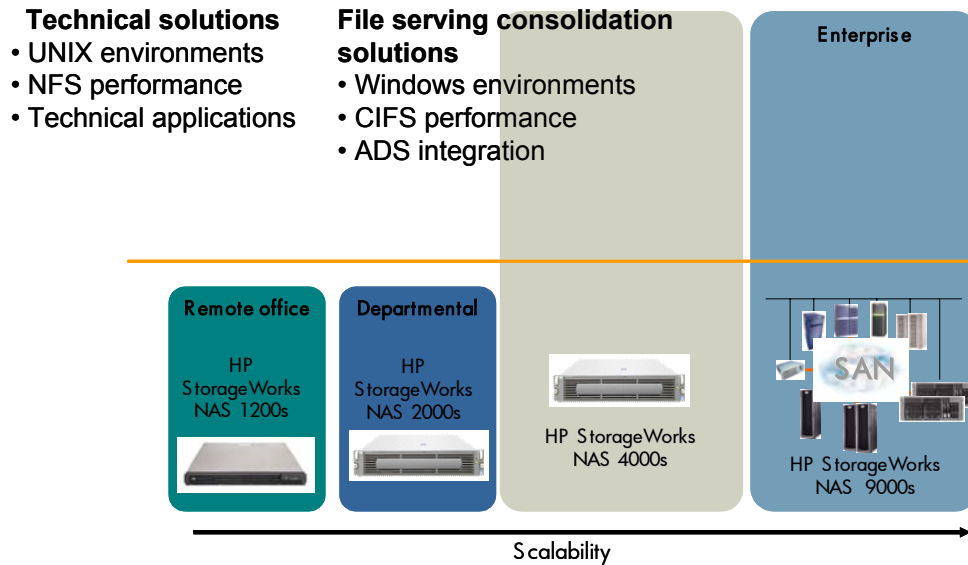 Technical solutions
• UNIX environments
• NFS performance
• Technical applications
File serving consolidation
solutions
• Windows environments
• CIFS performance
• ADS integration
Enterprise
Remote office
HP
StorageWorks
NAS 1200s
Departmental
HP
StorageWorks
NAS 2000s
HP StorageWorks
NAS 4000s
SAN
HP StorageWorks
NAS 9000s
Scalability